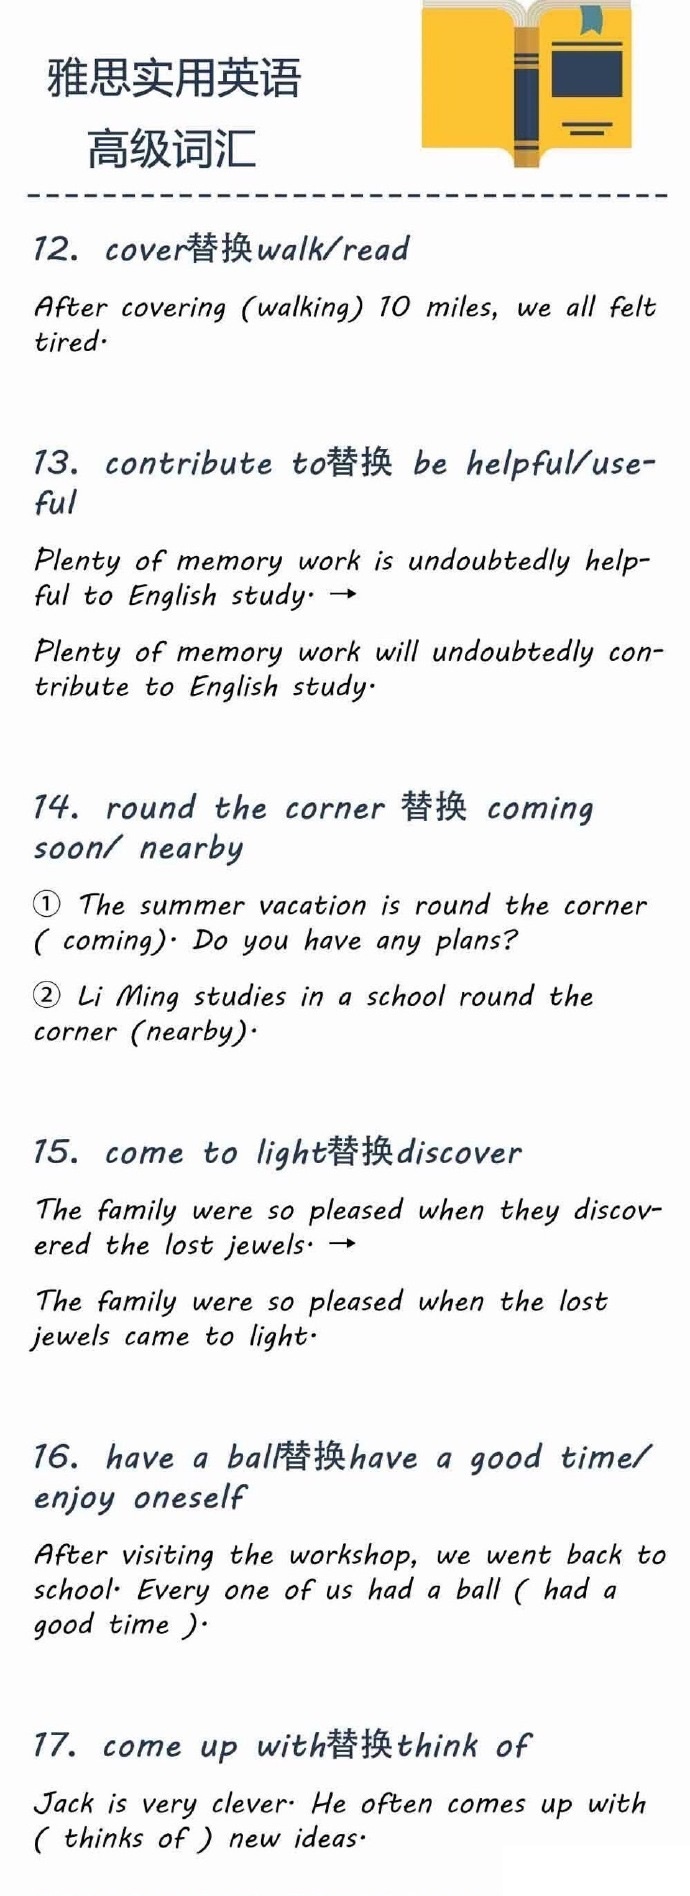 雅思实用英语
高级词汇
12. cover替换walk/read
After covering (walking) 10 miles, we all felt
tired.
13. contribute to替换 be helpful/use-
ful
Plenty of memory work is undoubtedly help-
ful to English study. →
Plenty of memory work will undoubtedly con-
tribute to English study.
14. round the corner 替换 coming
soon/ nearby
① The summer vacation is round the corner
( coming). Do you have any plans?
② Li Ming studies in a school round the
corner (nearby).
15. come to light替换discover
The family were so pleased when they discov-
ered the lost jewels. →
The family were so pleased when the lost
jewels came to light.
16. have a ball替换have a good time/
enjoy oneself
After visiting the workshop, we went back to
school. Every one of us had a ball ( had a
good time ).
17. come up with替换think of
Jack is very clever. He often comes up with
( thinks of ) new ideas.